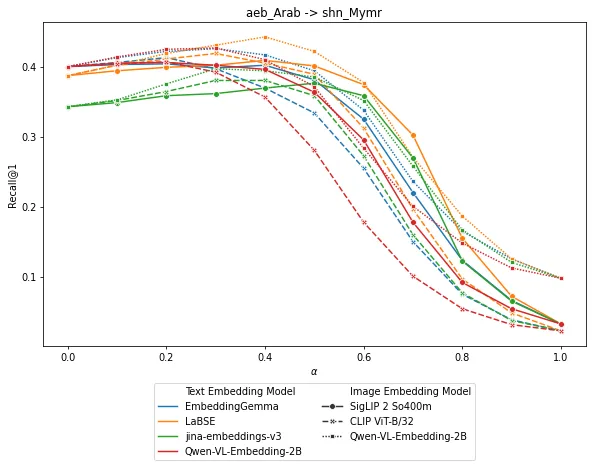 aeb_Arab -> shn_Mymr
0.4
0.3
0.2
0.1
Recall@1
0.0 0.2 0.4 0.6 0.8 1.0
α
Text Embedding Model Image Embedding Model
EmbeddingGemma SigLIP 2 So400m
LaBSE CLIP ViT-B/32
jina-embeddings-v3 Qwen-VL-Embedding-2B
Qwen-VL-Embedding-2B